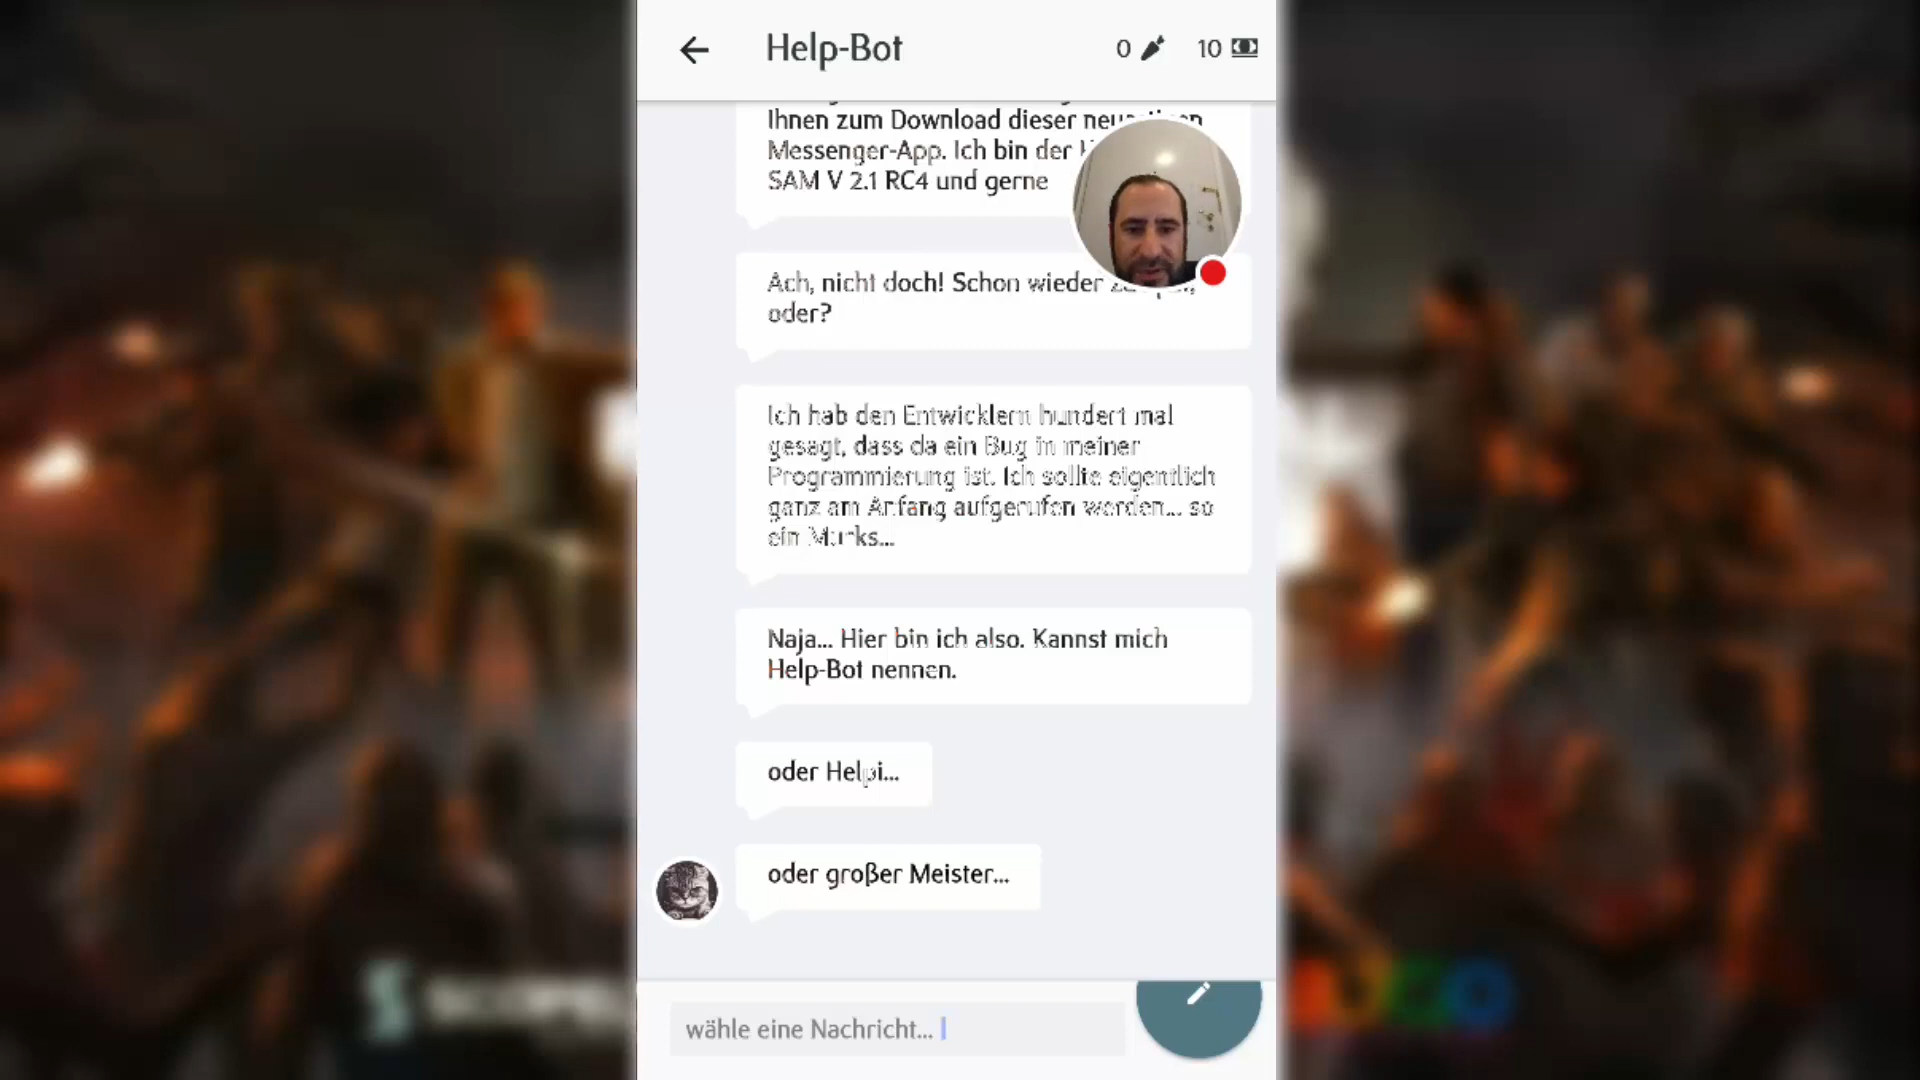 Help-Bot
0
10
Ihnen zum Download dieser
Messenger-App. Ich bin der
SAM V 2.1 RC4 und gerne
Ach, nicht doch! Schon wieder
oder?
Ich hab den Entwicklern hundert mal
gesagt, dass da ein Bug in meiner
Programmierung ist. Ich sollte eigentlich
ganz am Anfang aufgerufen werden... so
ein Murks...
Naja... Hier bin ich also. Kannst mich
Help-Bot nennen.
oder Helpi...
oder großer Meister...
wähle eine Nachricht...